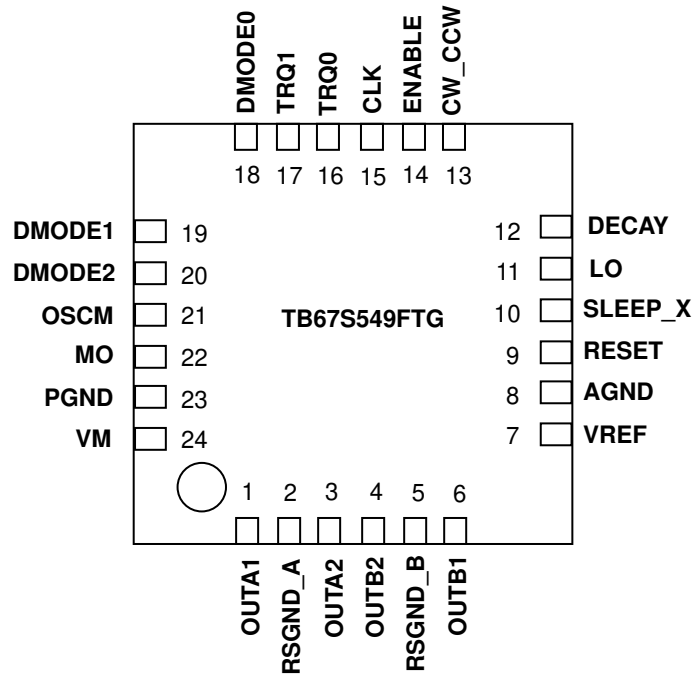 DMODE0
TRQ1
TRQ0
CLK
ENABLE
CW_CCW
18
17
16
15
14
13
DMODE1 19
DMODE2 20
OSCM 21
MO 22
PGND 23
VM 24
TB67S549FTG
12 DECAY
11 LO
10 SLEEP_X
9 RESET
8 AGND
7 VREF
1
2
3
4
5
6
OUTA1
RSGND_A
OUTA2
OUTB2
RSGND_B
OUTB1